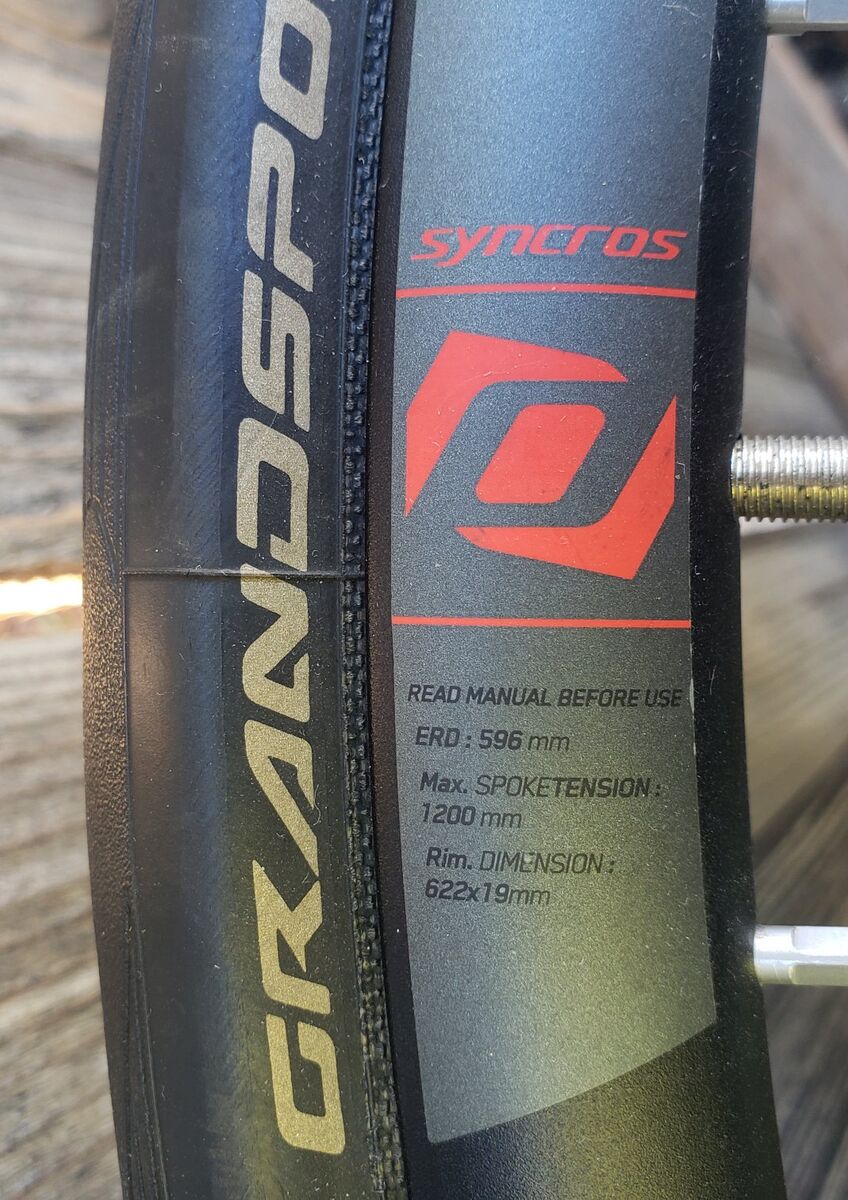 GRANDSPO
syncros
READ MANUAL BEFORE USE
ERD : 596 mm
Max. SPOKETENSION :
1200 mm
Rim. DIMENSION :
622x19mm